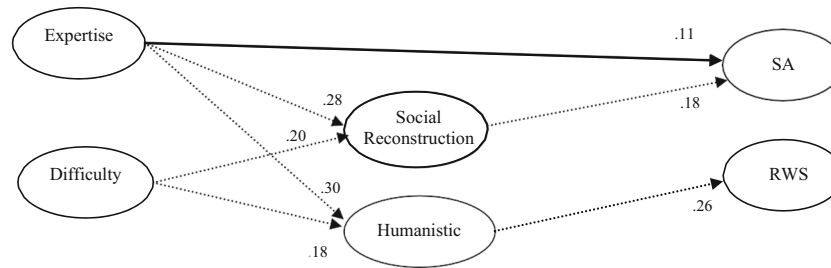 Expertise
.11
SA
.28
Social
Reconstruction
.18
.20
Difficulty
RWS
.30
.26
Humanistic
.18